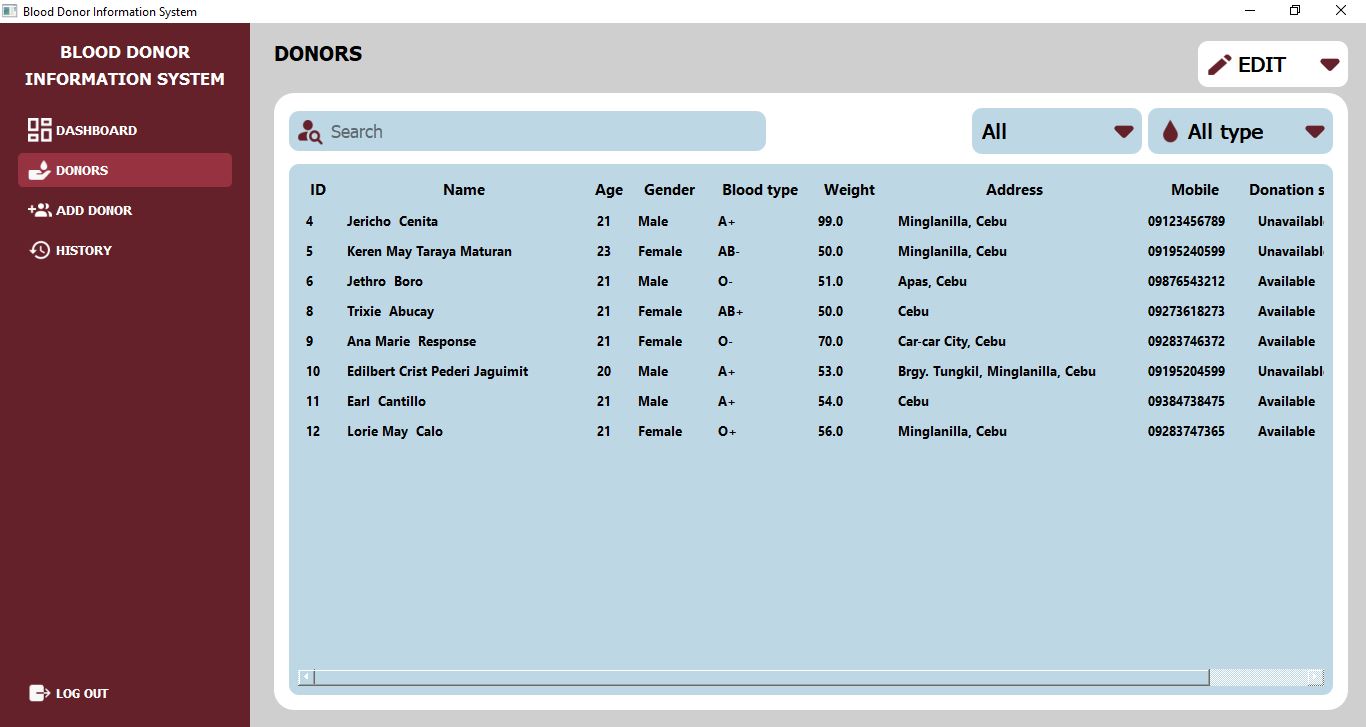 Blood Donor Information System
BLOOD DONOR
INFORMATION SYSTEM
DASHBOARD
DONORS
ADD DONOR
HISTORY
LOG OUT
DONORS
EDIT
Search
All
All type
ID Name Age Gender Blood type Weight Address Mobile Donation s
4 Jericho Cenita 21 Male A+ 99.0 Minglanilla, Cebu 09123456789 Unavailabl
5 Keren May Taraya Maturan 23 Female AB- 50.0 Minglanilla, Cebu 09195240599 Unavailabl
6 Jethro Boro 21 Male O- 51.0 Apas, Cebu 09876543212 Available
8 Trixie Abucay 21 Female AB+ 50.0 Cebu 09273618273 Available
9 Ana Marie Response 21 Female O- 70.0 Car-car City, Cebu 09283746372 Available
10 Edilbert Crist Pederi Jaguimit 20 Male A+ 53.0 Brgy. Tungkil, Minglanilla, Cebu 09195204599 Unavailabl
11 Earl Cantillo 21 Male A+ 54.0 Cebu 09384738475 Available
12 Lorie May Calo 21 Female O+ 56.0 Minglanilla, Cebu 09283747365 Available